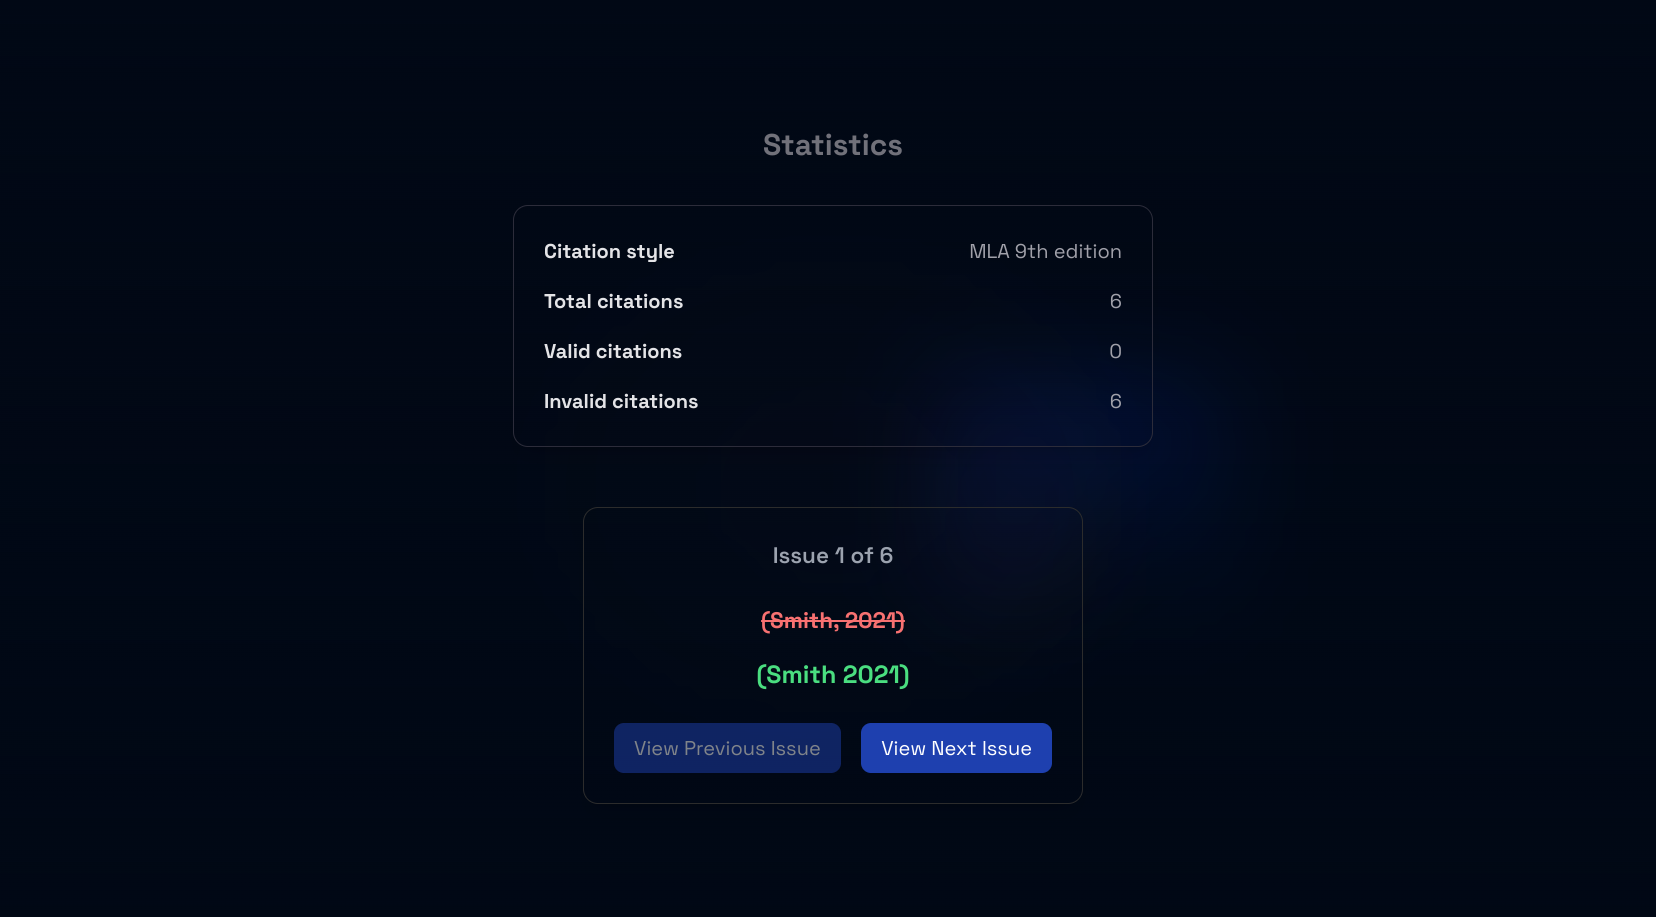 Statistics
Citation style MLA 9th edition
Total citations 6
Valid citations 0
Invalid citations 6
Issue 1 of 6
(Smith, 2021)
(Smith 2021)
View Previous Issue View Next Issue